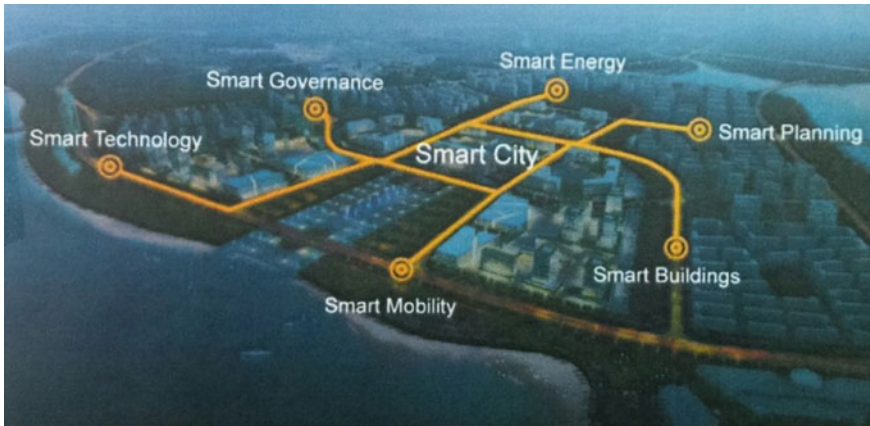 Smart Energy
Smart Governance
Smart Technology
Smart Planning
Smart City
Smart Buildings
Smart Mobility